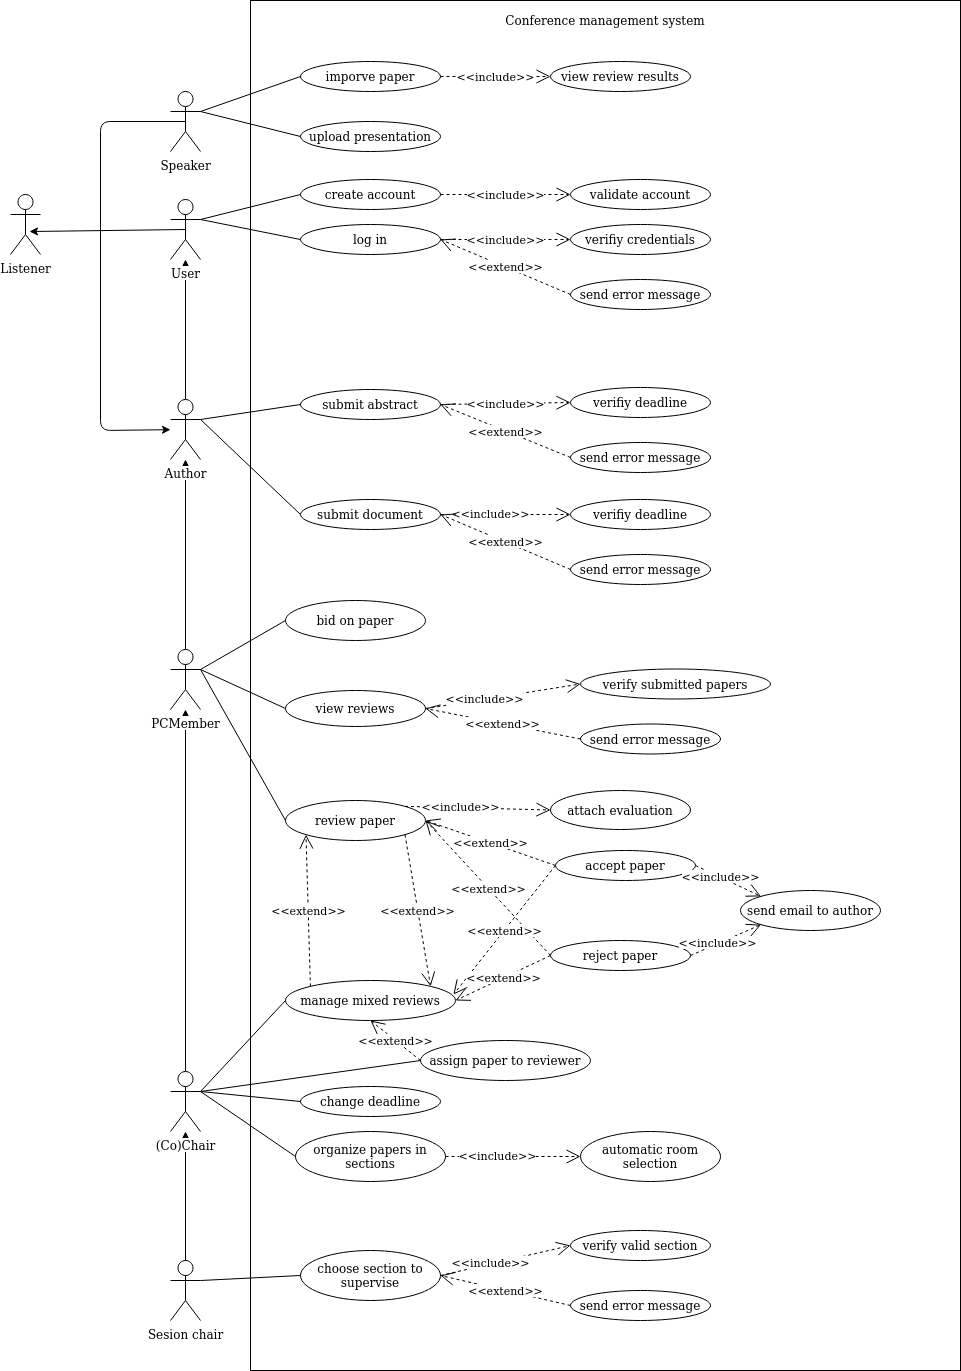 Conference management system
imporve paper
<<include>>
view review results
upload presentation
Speaker
create account
<<include>>
validate account
Listener
User
log in
<<include>>
verifiy credentials
<<extend>>
send error message
submit abstract
<<include>>
verifiy deadline
<<extend>>
send error message
Author
submit document
<<include>>
verifiy deadline
<<extend>>
send error message
bid on paper
PCMember
view reviews
<<include>>
verify submitted papers
<<extend>>
send error message
review paper
<<include>>
attach evaluation
<<extend>>
accept paper
<<include>>
<<extend>>
send email to author
<<extend>>
<<extend>>
<<extend>>
<<include>>
reject paper
<<extend>>
manage mixed reviews
<<extend>>
assign paper to reviewer
change deadline
(Co)Chair
organize papers in
sections
<<include>>
automatic room
selection
choose section to
supervise
<<include>>
verify valid section
<<extend>>
send error message
Sesion chair